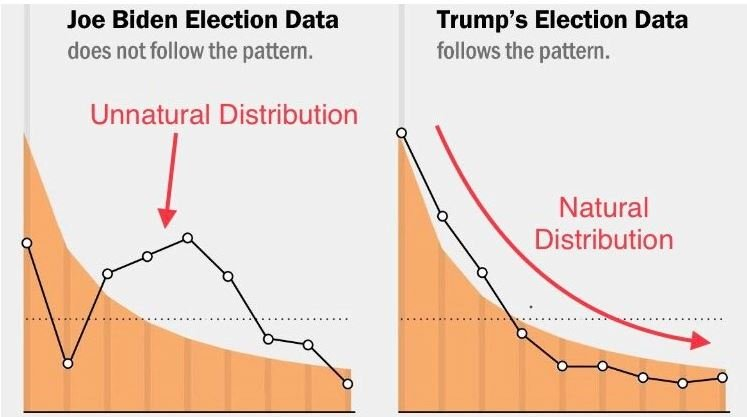 Joe Biden Election Data
does not follow the pattern.
Unnatural Distribution
Trump's Election Data
follows the pattern.
Natural
Distribution